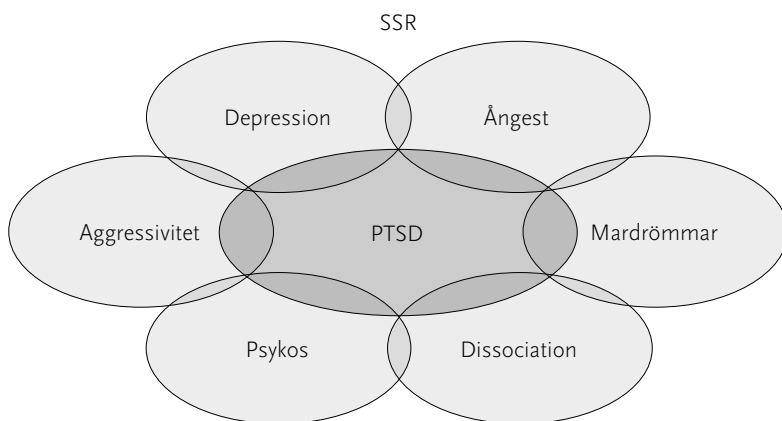 SSR
Depression
Ångest
Aggressivitet
PTSD
Mardrömmar
Psykos
Dissociation